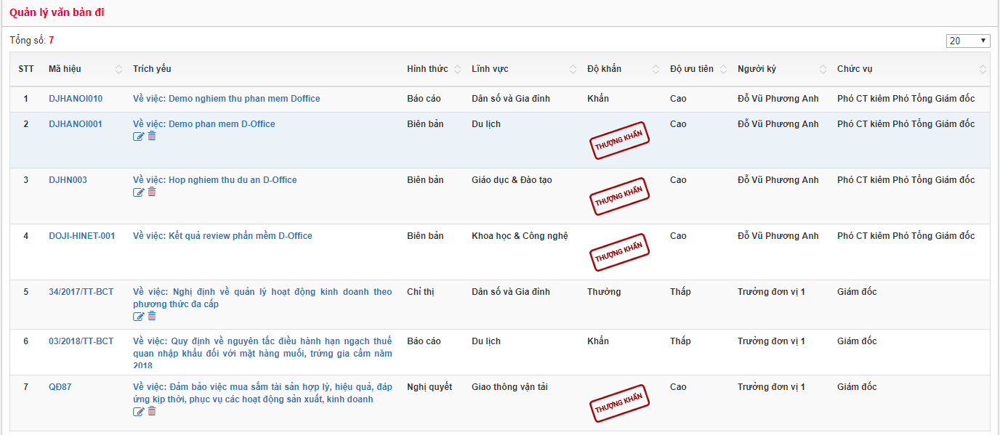 Quản lý văn bản đi
Tổng số: 7
20
STT Mã hiệu Trích yếu Hình thức Lĩnh vực Độ khẩn Độ ưu tiên Người ký Chức vụ
1 DJHANOI010 Về việc: Demo nghiem thu phan mem Doffice Báo cáo Dân số và Gia đình Khẩn Cao Đỗ Vũ Phương Anh Phó CT kiêm Phó Tổng Giám đốc
2 DJHANOI001 Về việc: Demo phan mem D-Office Biên bản Du lịch THƯỢNG KHẨN Cao Đỗ Vũ Phương Anh Phó CT kiêm Phó Tổng Giám đốc
3 DJHN003 Về việc: Hop nghiem thu du an D-Office Biên bản Giáo dục & Đào tạo THƯỢNG KHẨN Cao Đỗ Vũ Phương Anh Phó CT kiêm Phó Tổng Giám đốc
4 DOJI-HINET-001 Về việc: Kết quả review phần mềm D-Office Biên bản Khoa học & Công nghệ THƯỢNG KHẨN Cao Đỗ Vũ Phương Anh Phó CT kiêm Phó Tổng Giám đốc
5 34/2017/TT-BCT Về việc: Nghị định về quản lý hoạt động kinh doanh theo Chỉ thị Dân số và Gia đình Thường Thấp Trưởng đơn vị 1 Giám đốc
phương thức đa cấp
6 03/2018/TT-BCT Về việc: Quy định về nguyên tắc điều hành hạn ngạch thuế Báo cáo Du lịch Khẩn Thấp Trưởng đơn vị 1 Giám đốc
quan nhập khẩu đối với mặt hàng muối, trứng gia cầm năm
2018
7 QĐ87 Về việc: Đảm bảo việc mua sắm tài sản hợp lý, hiệu quả, đáp Nghị quyết Giao thông vận tải THƯỢNG KHẨN Cao Trưởng đơn vị 1 Giám đốc
ứng kịp thời, phục vụ các hoạt động sản xuất, kinh doanh